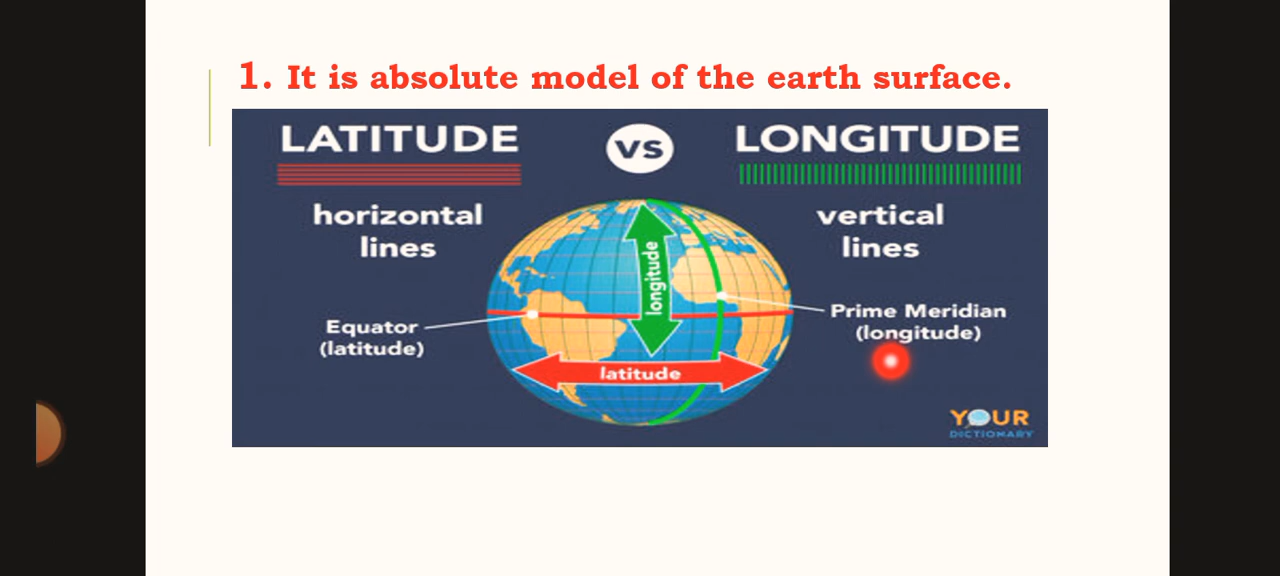 1. It is absolute model of the earth surface.
LATITUDE
VS
LONGITUDE
horizontal
lines
vertical
lines
longitude
Equator
(latitude)
Prime Meridian
(longitude)
latitude
YOUR
DICTIONARY